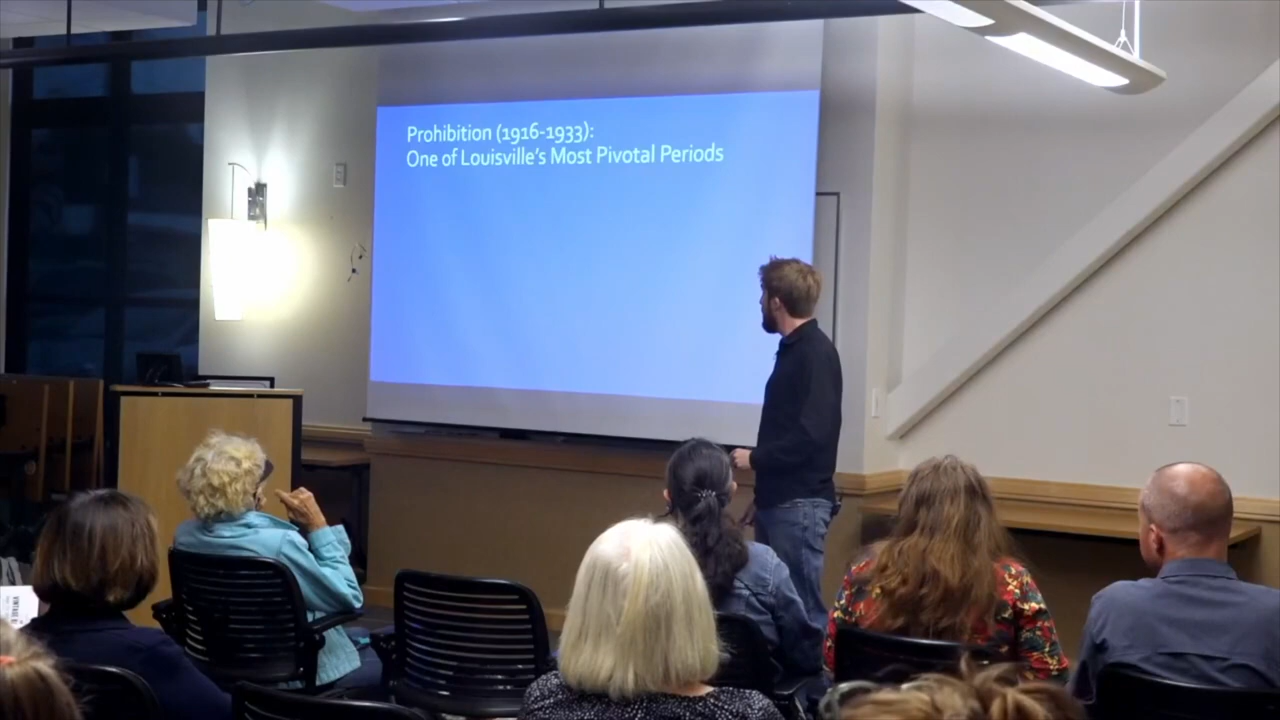 Prohibition (1916-1933):
One of Louisville's Most Pivotal Periods